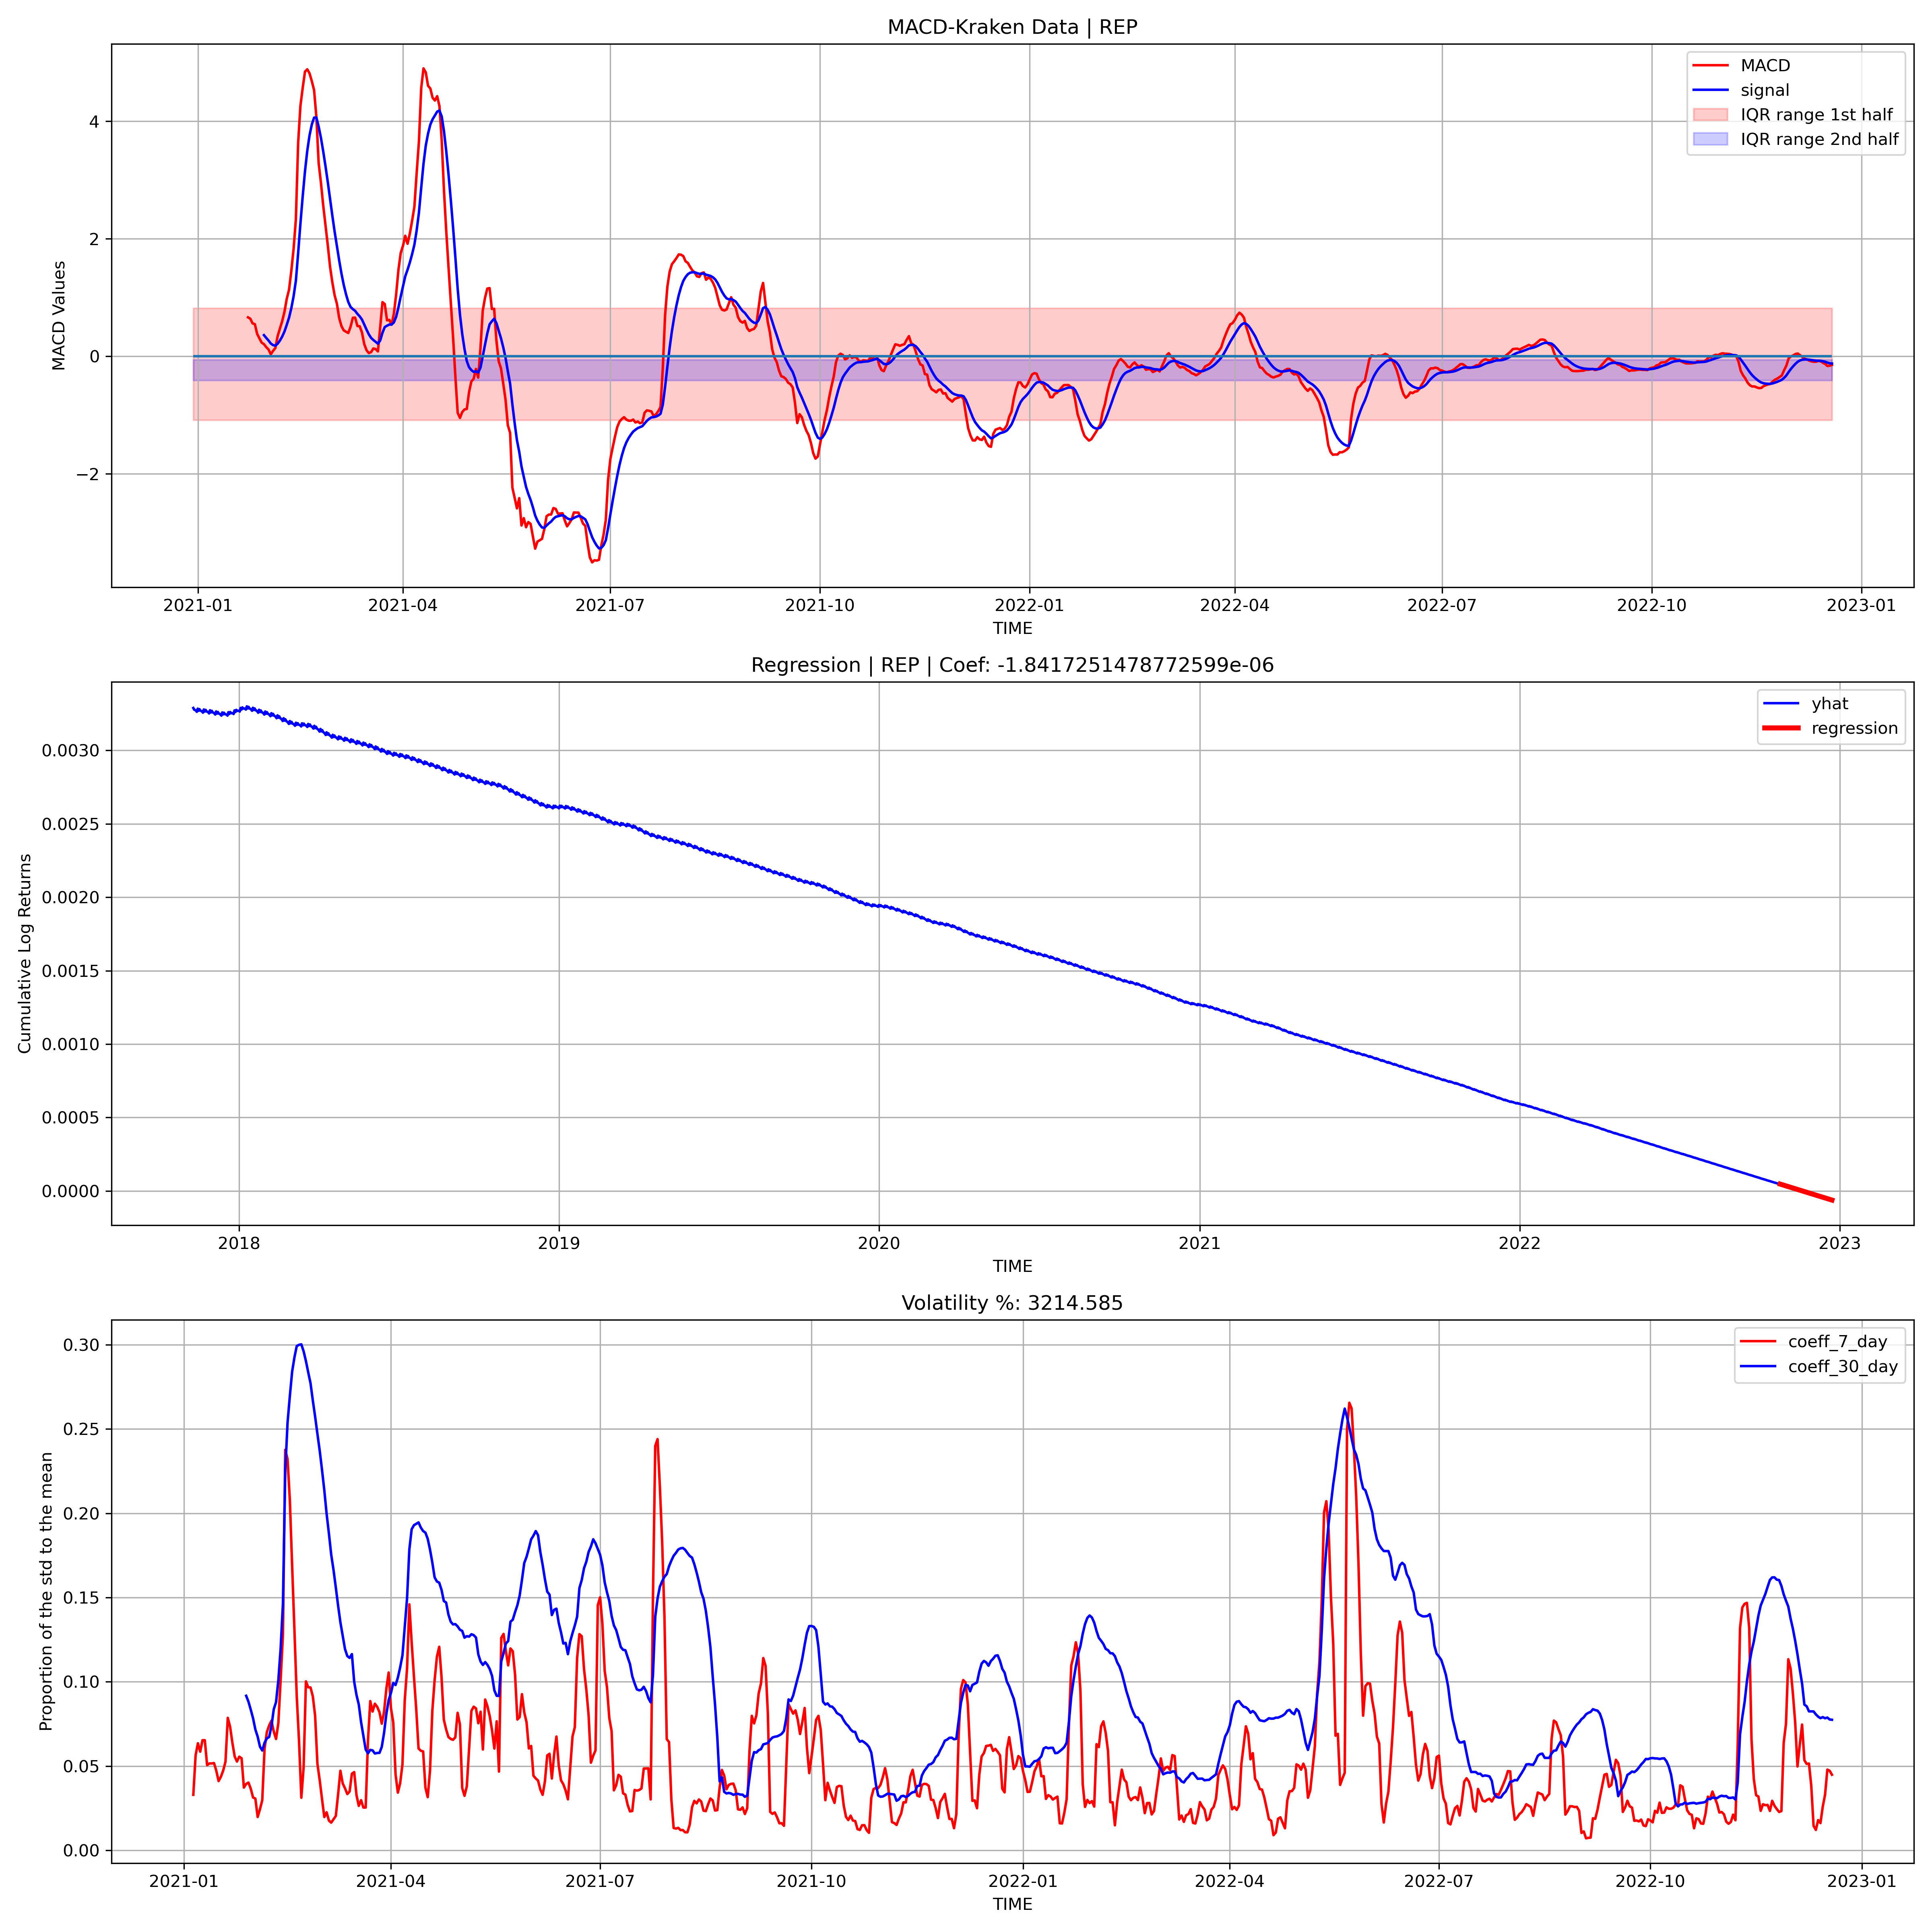 MACD-Kraken Data | REP
MACD
signal
IQR range 1st half
IQR range 2nd half
MACD Values
4
2
0
−2
2021-01
2021-04
2021-07
2021-10
2022-01
2022-04
2022-07
2022-10
2023-01
TIME
Regression | REP | Coef: -1.8417251478772599e-06
yhat
regression
Cumulative Log Returns
0.0030
0.0025
0.0020
0.0015
0.0010
0.0005
0.0000
2018
2019
2020
2021
2022
2023
TIME
Volatility %: 3214.585
coeff_7_day
coeff_30_day
Proportion of the std to the mean
0.30
0.25
0.20
0.15
0.10
0.05
0.00
2021-01
2021-04
2021-07
2021-10
2022-01
2022-04
2022-07
2022-10
2023-01
TIME